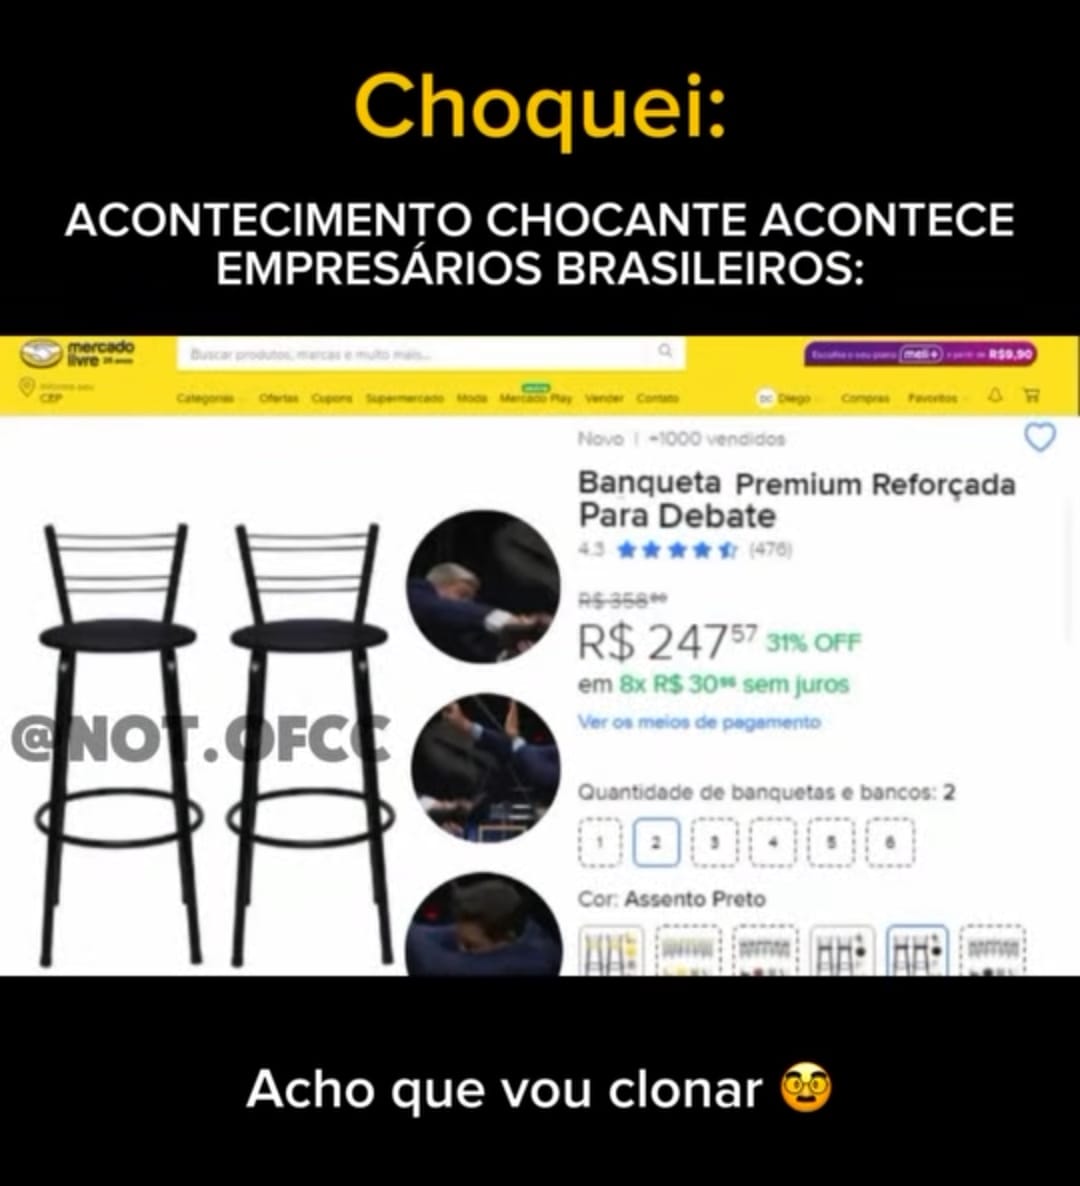 Choquei:
ACONTECIMENTO CHOCANTE ACONTECE
EMPRESÁRIOS BRASILEIROS:
mercado
livre
Buscar produtos, marcas e muito mais...
meli+ a partir de R$9,90
CEP
Categorias Ofertas Cupons Supermercado Moda Mercado Play Vender Contato
Diego Compras Favoritos
Novo | +1000 vendidos
Banqueta Premium Reforçada
Para Debate
4.3 (476)
R$ 358
R$ 247 57 31% OFF
em 8x R$ 30 sem juros
Ver os meios de pagamento
@NOT.OFCC
Quantidade de banquetas e bancos: 2
1 2 3 4 5 6
Cor: Assento Preto
Acho que vou clonar 🥸